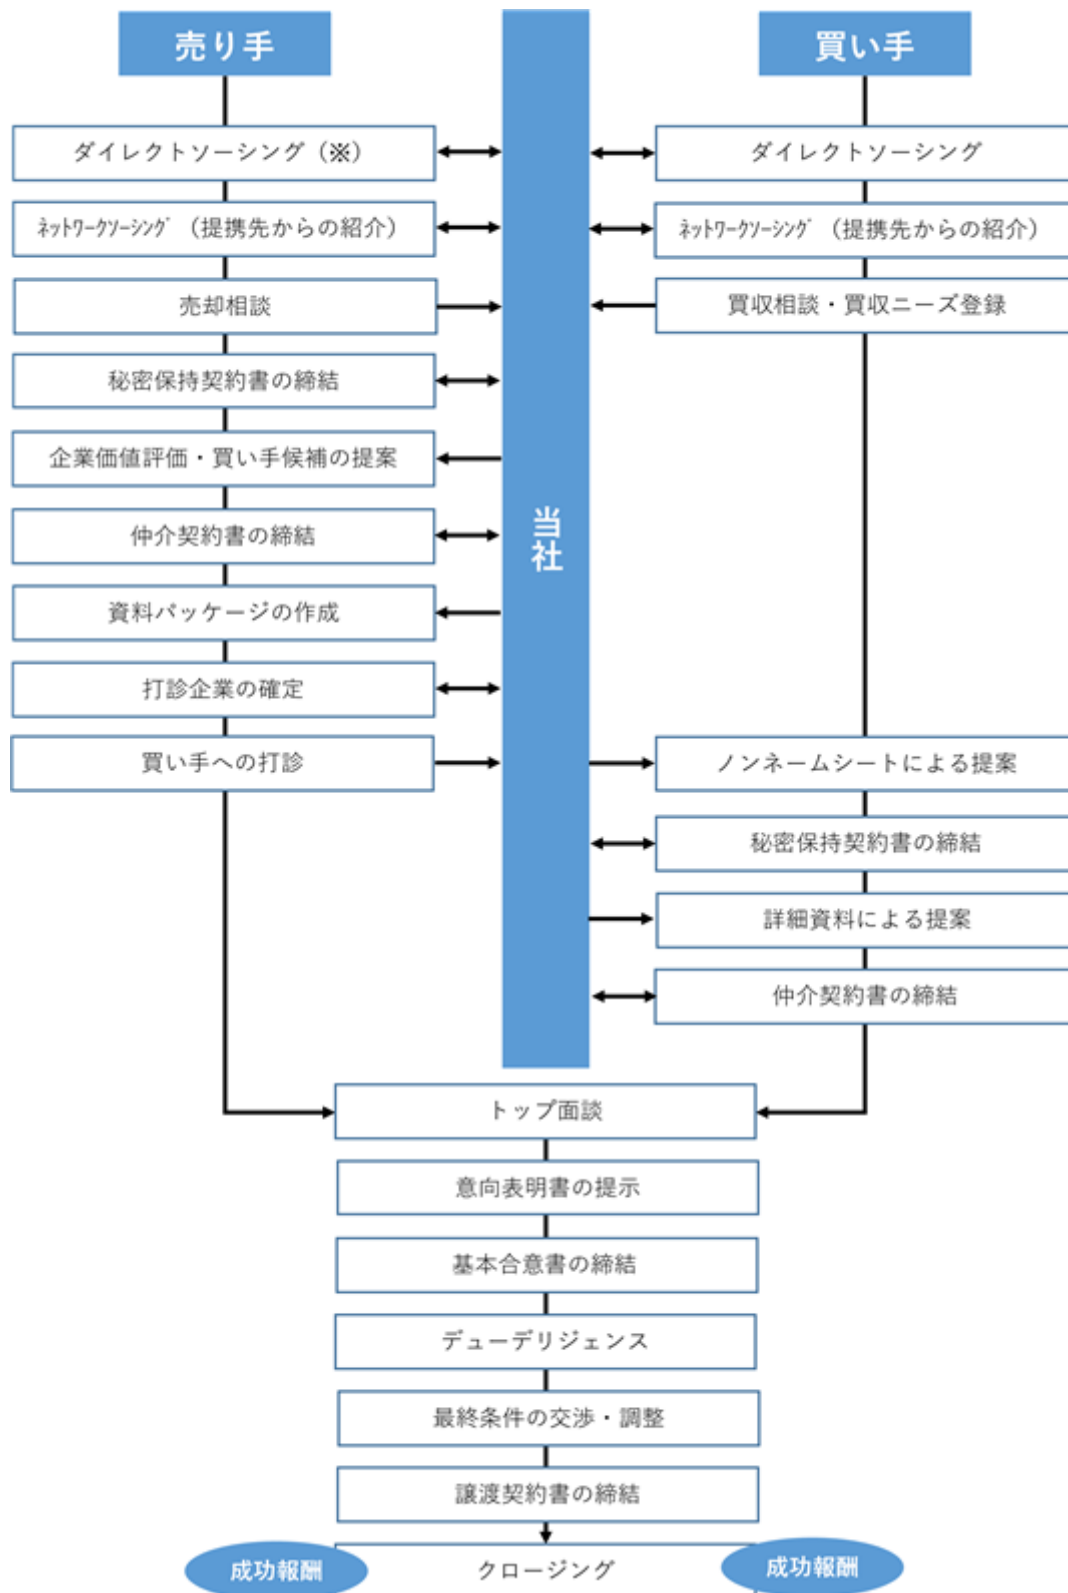 売り手
買い手
ダイレクトソーシング（※）
ダイレクトソーシング
ﾈｯﾄﾜｰｸｿｰｼﾝｸﾞ（提携先からの紹介）
ﾈｯﾄﾜｰｸｿｰｼﾝｸﾞ（提携先からの紹介）
売却相談
買収相談・買収ニーズ登録
秘密保持契約書の締結
企業価値評価・買い手候補の提案
仲介契約書の締結
当社
資料パッケージの作成
打診企業の確定
買い手への打診
ノンネームシートによる提案
秘密保持契約書の締結
詳細資料による提案
仲介契約書の締結
トップ面談
意向表明書の提示
基本合意書の締結
デューデリジェンス
最終条件の交渉・調整
譲渡契約書の締結
成功報酬
クロージング
成功報酬